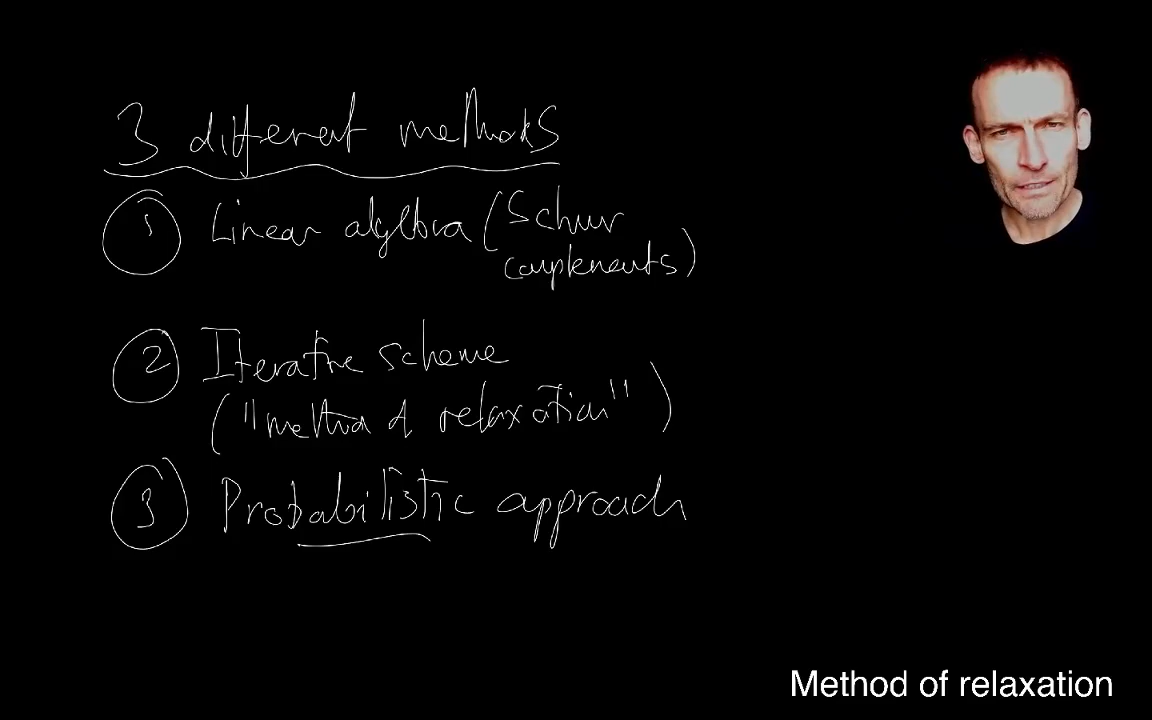 3 different methods
1 Linear algebra (Schur
complements)
2 Iterative scheme
("method of relaxation")
3 Probabilistic approach
Method of relaxation